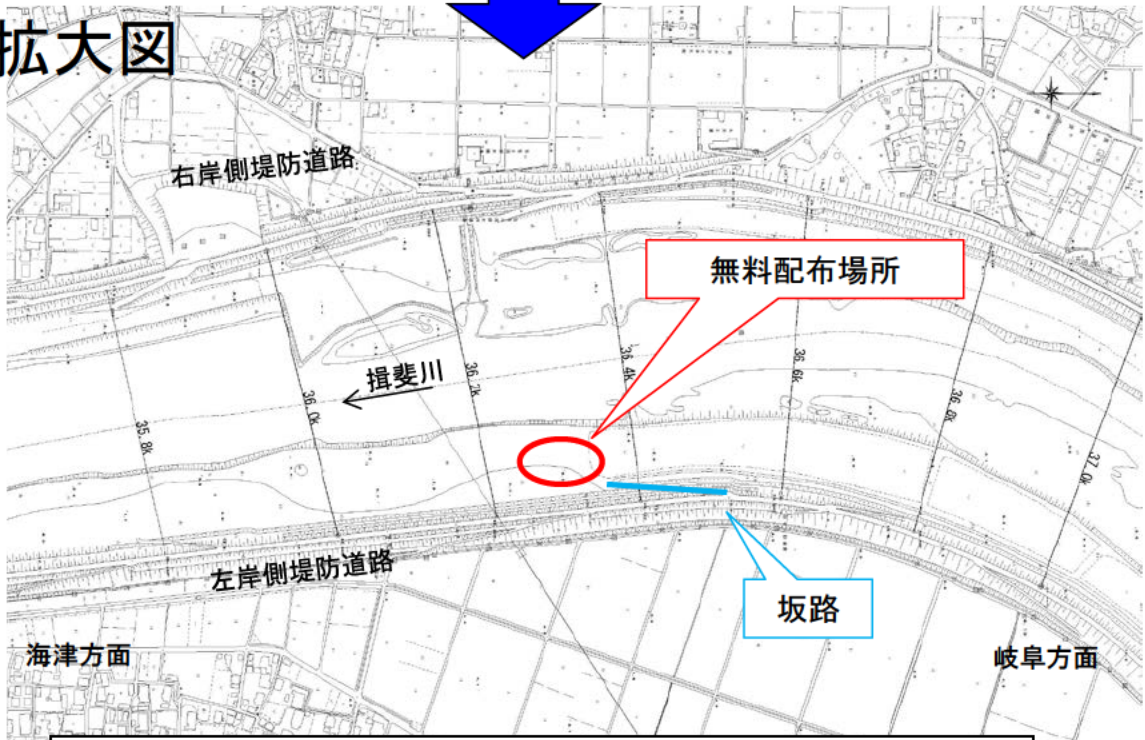 拡大図
右岸側堤防道路
無料配布場所
揖斐川
35.8k
36.0k
36.2k
36.4k
36.6k
36.8k
37.0k
左岸側堤防道路
坂路
海津方面
岐阜方面